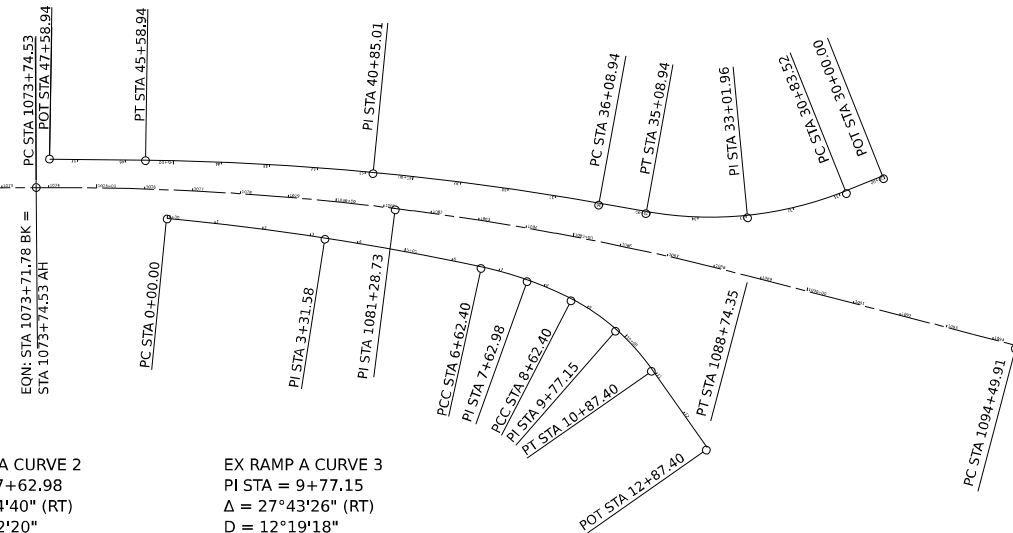 PC STA 1073+74.53
POT STA 47+58.94
PT STA 45+58.94
PI STA 40+85.01
PC STA 36+08.94
PT STA 35+08.94
PI STA 33+01.96
PC STA 30+83.52
POT STA 30+00.00
EQN: STA 1073+71.78 BK =
STA 1073+74.53 AH
PC STA 0+00.00
PI STA 3+31.58
PI STA 1081+28.73
PCC STA 6+62.40
PI STA 7+62.98
PCC STA 8+62.40
PI STA 9+77.15
PT STA 10+87.40
POT STA 12+87.40
PT STA 1088+74.35
PC STA 1094+49.91
A CURVE 2
7+62.98
4'40" (RT)
2'20"
EX RAMP A CURVE 3
PI STA = 9+77.15
Δ = 27°43'26" (RT)
D = 12°19'18"